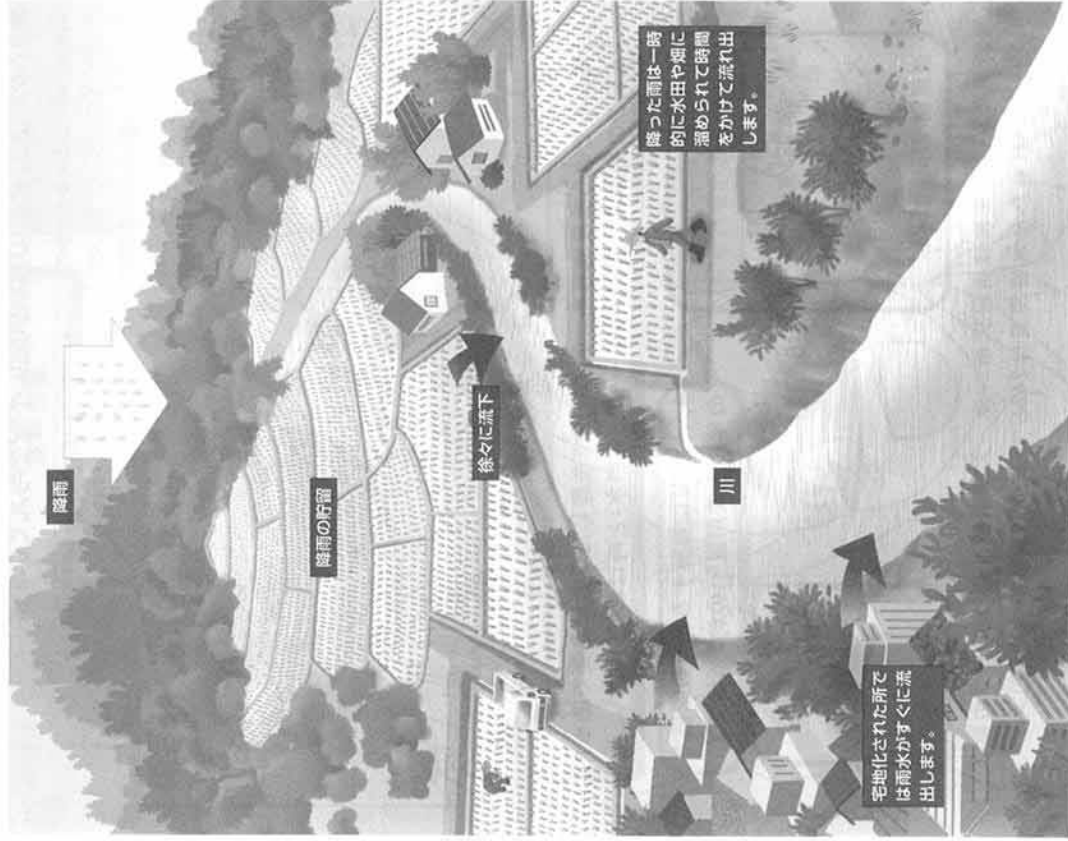 降雨
降雨の貯留
徐々に流下
降った雨は一時
的に水田や畑に
溜められて時間
をかけて流れ出
します。
川
宅地化された所で
は雨水がすぐに流
出します。